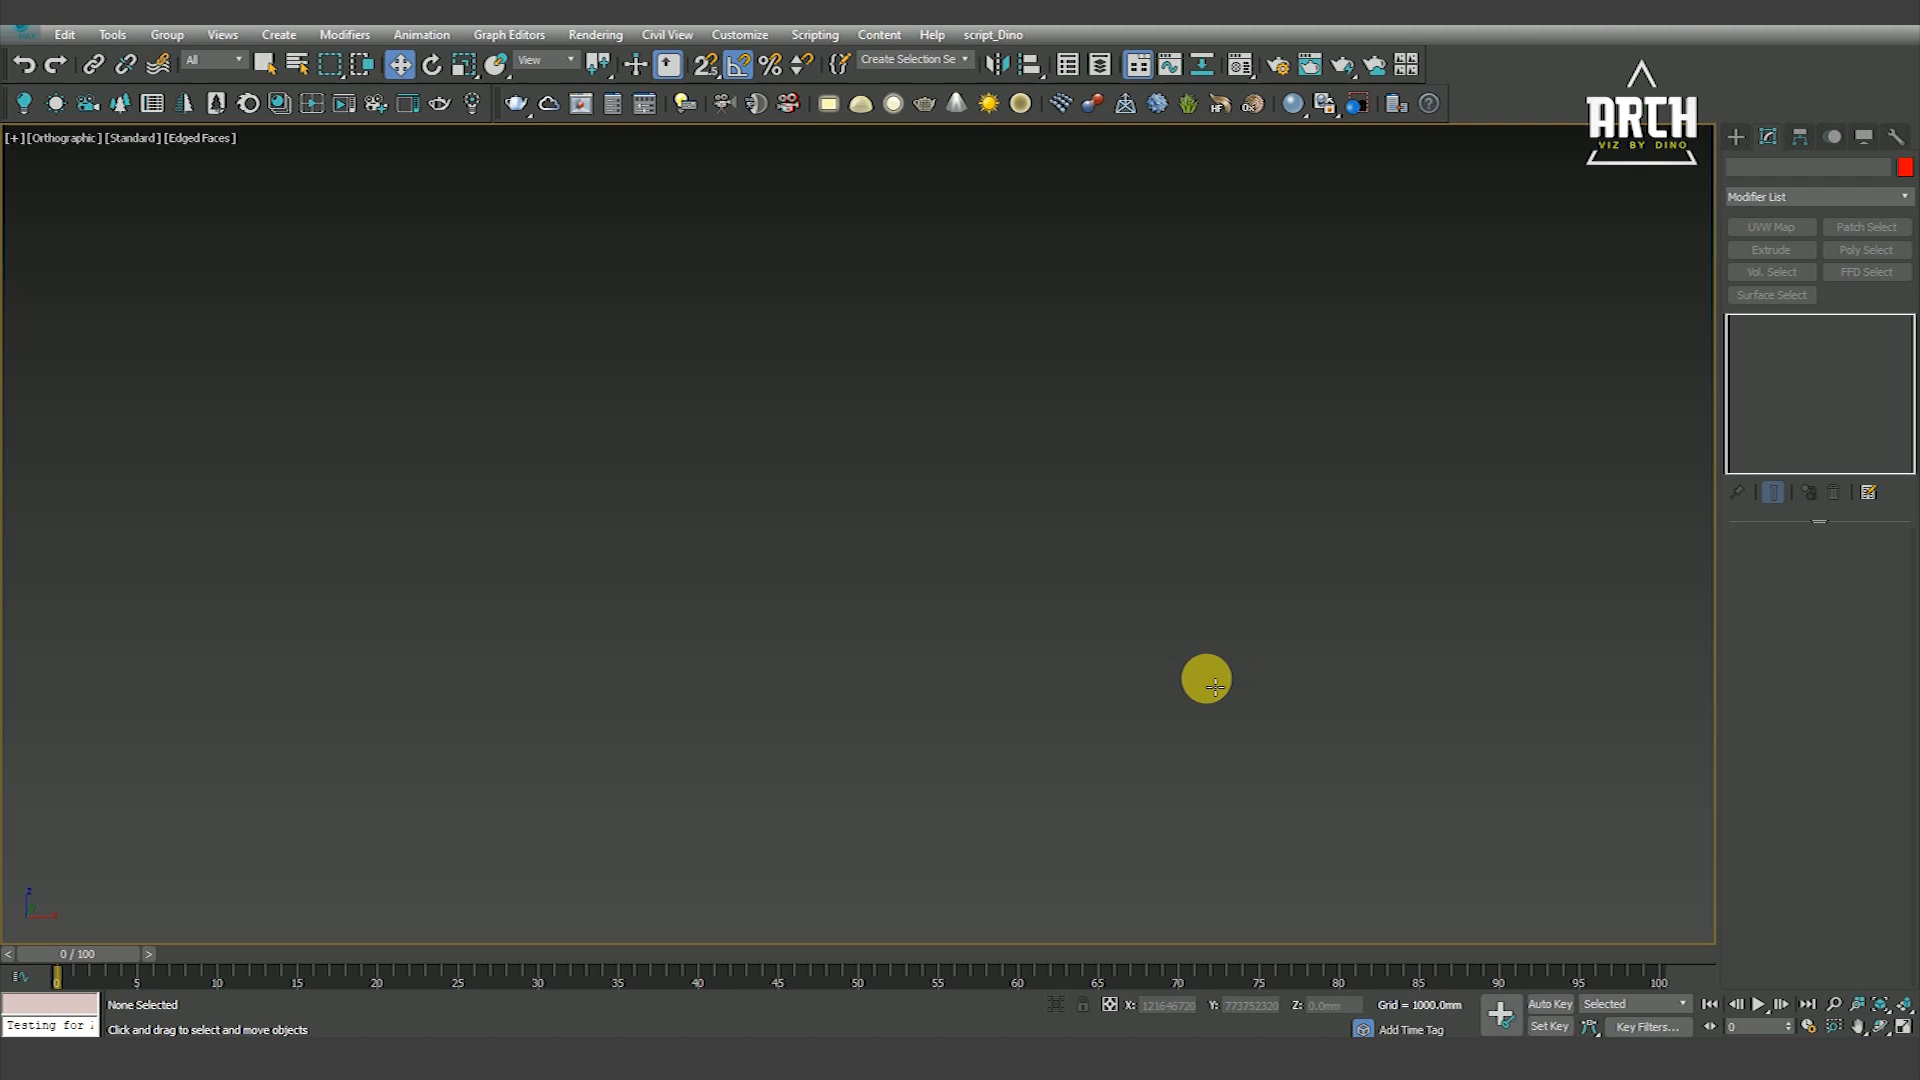 Edit Tools Group Views Create Modifiers Animation Graph Editors Rendering Civil View Customize Scripting Content Help script_Dino
All View Create Selection Se
[+] [Orthographic] [Standard] [Edged Faces]
ARCH
VIZ BY DINO
Modifier List
UVW Map Patch Select
Extrude Poly Select
Vol. Select FFD Select
Surface Select
< 0 / 100 >
0 5 10 15 20 25 30 35 40 45 50 55 60 65 70 75 80 85 90 95 100
None Selected X: 121646720 Y: 773752320 Z: 0.0mm Grid = 1000.0mm Auto Key Selected
Testing for Click and drag to select and move objects Add Time Tag Set Key Key Filters... 0